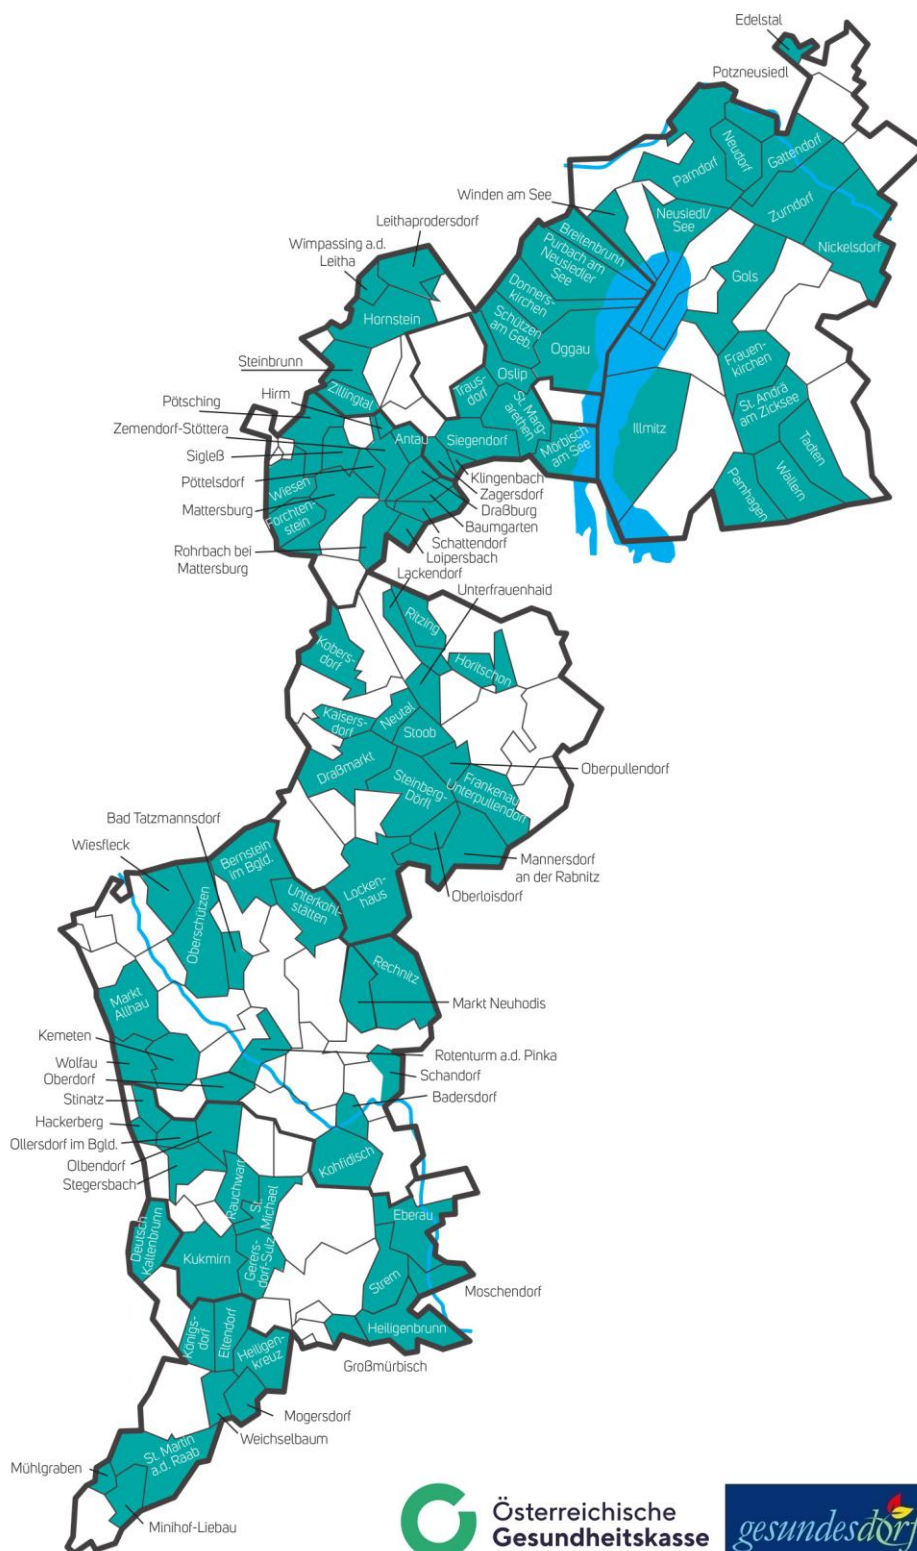 Edelstal
Potzneusiedl
Neudorf
Gattendorf
Parndorf
Winden am See
Neusiedl/
See
Zurndorf
Leithaprodersdorf
Breitenbrunn
Nickelsdorf
Wimpassing a.d.
Leitha
Purbach am
Neusiedler
See
Gols
Donners-
kirchen
Hornstein
Schützen
am Geb.
Oggau
Frauen-
kirchen
Steinbrunn
Oslip
Zillingtal
Traus-
dorf
St. Marg-
arethen
St. Andrä
am Zicksee
Pötsching
Hirm
Illmitz
Tadten
Zemendorf-Stöttera
Antau
Siegendorf
Mörbisch
am See
Wallern
Sigleß
Klingenbach
Pamhagen
Pöttelsdorf
Wiesen
Zagersdorf
Draßburg
Mattersburg
Forchten-
stein
Baumgarten
Schattendorf
Rohrbach bei
Mattersburg
Loipersbach
Lackendorf
Unterfrauenhaid
Ritzing
Kobers-
dorf
Horitschon
Kaisers-
dorf
Neutal
Stoob
Draßmarkt
Oberpullendorf
Steinberg-
Dörfl
Frankenau
Unterpullendorf
Bad Tatzmannsdorf
Wiesfleck
Bernstein
im Bgld.
Mannersdorf
an der Rabnitz
Unterkohl-
stätten
Locken-
haus
Oberloisdorf
Oberschützen
Rechnitz
Markt
Allhau
Markt Neuhodis
Kemeten
Rotenturm a.d. Pinka
Wolfau
Oberdorf
Schandorf
Stinatz
Badersdorf
Hackerberg
Ollersdorf im Bgld.
Olbendorf
Kohfidisch
Stegersbach
Rauchwart
St.
Michael
Deutsch
Kaltenbrunn
Eberau
Kukmirn
Gerers-
dorf-Sulz
Strem
Moschendorf
Königs-
dorf
Eltendorf
Heiligenbrunn
Heiligen-
kreuz
Großmürbisch
Mogersdorf
Weichselbaum
St. Martin
a.d. Raab
Mühlgraben
Minihof-Liebau
Österreichische
Gesundheitskasse
gesundesdorf